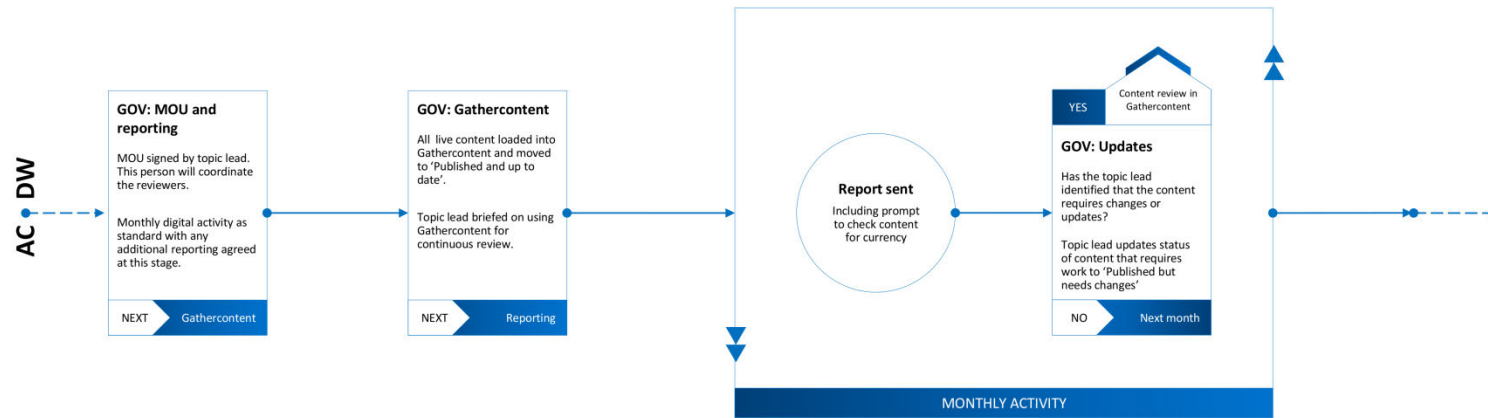 AC DW
GOV: MOU and
reporting
MOU signed by topic lead.
This person will coordinate
the reviewers.
Monthly digital activity as
standard with any
additional reporting agreed
at this stage.
NEXT
Gathercontent
GOV: Gathercontent
All  live content loaded into
Gathercontent and moved
to ‘Published and up to
date’.
Topic lead briefed on using
Gathercontent for
continuous review.
NEXT
Reporting
Report sent
Including prompt
to check content
for currency
YES
Content review in
Gathercontent
GOV: Updates
Has the topic lead
identified that the content
requires changes or
updates?
Topic lead updates status
of content that requires
work to ‘Published but
needs changes’
NO
Next month
MONTHLY ACTIVITY